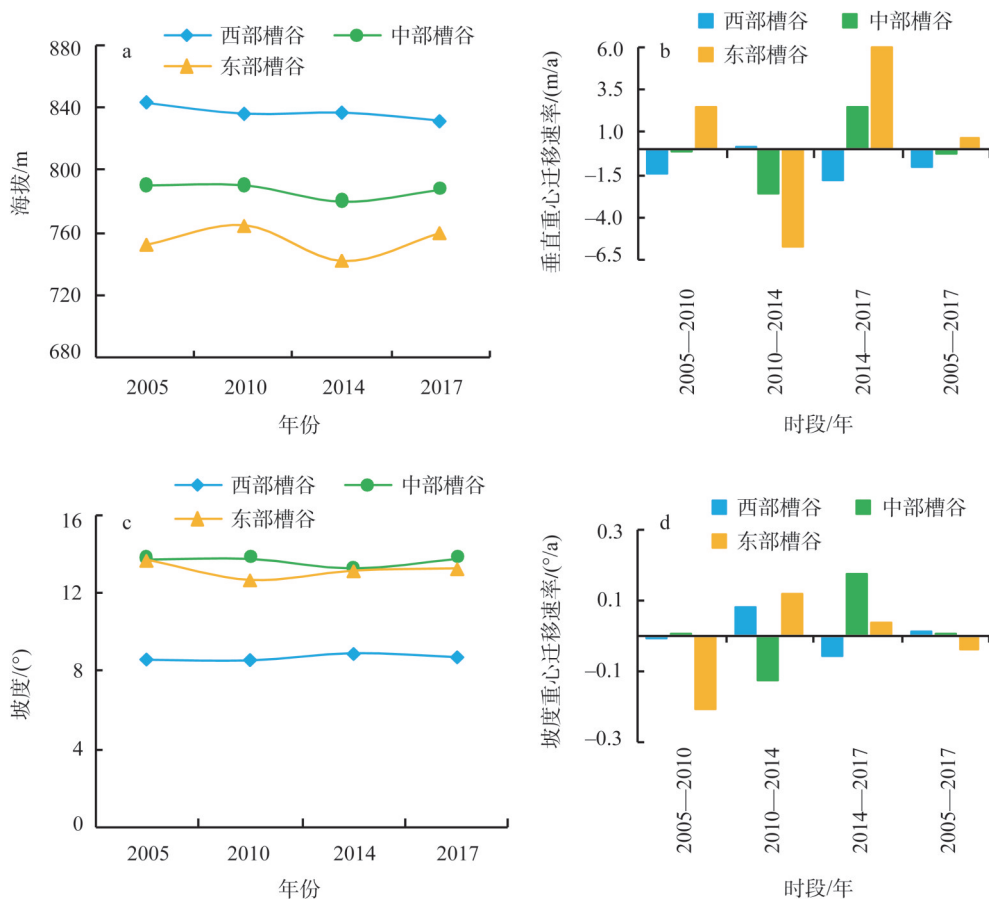 a
西部槽谷
中部槽谷
东部槽谷
880
840
800
760
720
680
海拔/m
2005
2010
2014
2017
年份
b
西部槽谷
中部槽谷
东部槽谷
6.0
3.5
1.0
–1.5
–4.0
–6.5
垂直重心迁移速率/(m/a)
2005—2010
2010—2014
2014—2017
2005—2017
时段/年
c
西部槽谷
中部槽谷
东部槽谷
16
12
8
4
0
坡度/(°)
2005
2010
2014
2017
年份
d
西部槽谷
中部槽谷
东部槽谷
0.3
0.1
–0.1
–0.3
坡度重心迁移速率/(°/a)
2005—2010
2010—2014
2014—2017
2005—2017
时段/年